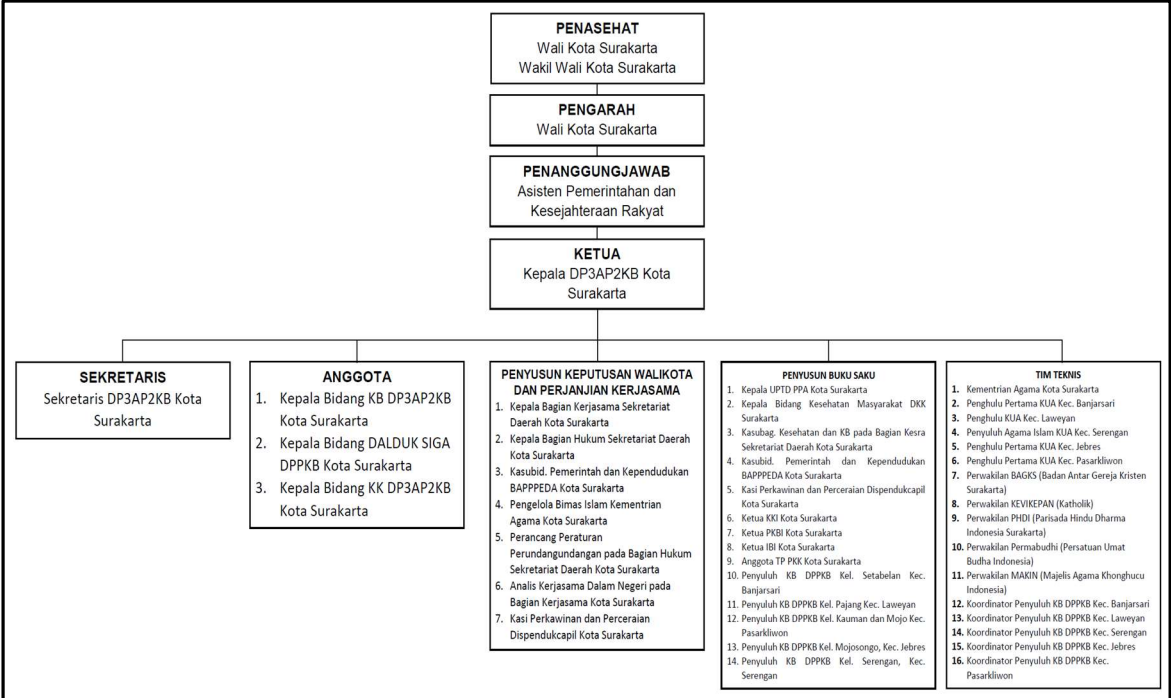 PENASEHAT
Wali Kota Surakarta
Wakil Wali Kota Surakarta
PENGARAH
Wali Kota Surakarta
PENANGGUNGJAWAB
Asisten Pemerintahan dan
Kesejahteraan Rakyat
KETUA
Kepala DP3AP2KB Kota
Surakarta
SEKRETARIS
Sekretaris DP3AP2KB Kota
Surakarta
ANGGOTA
1. Kepala Bidang KB DP3AP2KB
Kota Surakarta
2. Kepala Bidang DALDUK SIGA
DPPKB Kota Surakarta
3. Kepala Bidang KK DP3AP2KB
Kota Surakarta
PENYUSUN KEPUTUSAN WALIKOTA
DAN PERJANJIAN KERJASAMA
1. Kepala Bagian Kerjasama Sekretariat
Daerah Kota Surakarta
2. Kepala Bagian Hukum Sekretariat Daerah
Kota Surakarta
3. Kasubid. Pemerintah dan Kependudukan
BAPPPEDA Kota Surakarta
4. Pengelola Bimas Islam Kementrian
Agama Kota Surakarta
5. Perancang Peraturan
Perundangundangan pada Bagian Hukum
Sekretariat Daerah Kota Surakarta
6. Analis Kerjasama Dalam Negeri pada
Bagian Kerjasama Kota Surakarta
7. Kasi Perkawinan dan Perceraian
Dispendukcapil Kota Surakarta
PENYUSUN BUKU SAKU
1. Kepala UPTD PPA Kota Surakarta
2. Kepala Bidang Kesehatan Masyarakat DKK
Surakarta
3. Kasubag. Kesehatan dan KB pada Bagian Kesra
Sekretariat Daerah Kota Surakarta
4. Kasubid. Pemerintah dan Kependudukan
BAPPPEDA Kota Surakarta
5. Kasi Perkawinan dan Perceraian Dispendukcapil
Kota Surakarta
6. Ketua KKI Kota Surakarta
7. Ketua PKBI Kota Surakarta
8. Ketua IBI Kota Surakarta
9. Anggota TP PKK Kota Surakarta
10. Penyuluh KB DPPKB Kel. Setabelan Kec.
Banjarsari
11. Penyuluh KB DPPKB Kel. Pajang Kec. Laweyan
12. Penyuluh KB DPPKB Kel. Kauman dan Mojo Kec.
Pasarkliwon
13. Penyuluh KB DPPKB Kel. Mojosongo, Kec. Jebres
14. Penyuluh KB DPPKB Kel. Serengan, Kec.
Serengan
TIM TEKNIS
1. Kementrian Agama Kota Surakarta
2. Penghulu Pertama KUA Kec. Banjarsari
3. Penghulu KUA Kec. Laweyan
4. Penyuluh Agama Islam KUA Kec. Serengan
5. Penghulu Pertama KUA Kec. Jebres
6. Penghulu Pertama KUA Kec. Pasarkliwon
7. Perwakilan BAGKS (Badan Antar Gereja Kristen
Surakarta)
8. Perwakilan KEVIKEPAN (Katholik)
9. Perwakilan PHDI (Parisada Hindu Dharma
Indonesia Surakarta)
10. Perwakilan Permabudhi (Persatuan Umat
Budha Indonesia)
11. Perwakilan MAKIN (Majelis Agama Khonghucu
Indonesia)
12. Koordinator Penyuluh KB DPPKB Kec. Banjarsari
13. Koordinator Penyuluh KB DPPKB Kec. Laweyan
14. Koordinator Penyuluh KB DPPKB Kec. Serengan
15. Koordinator Penyuluh KB DPPKB Kec. Jebres
16. Koordinator Penyuluh KB DPPKB Kec.
Pasarkliwon